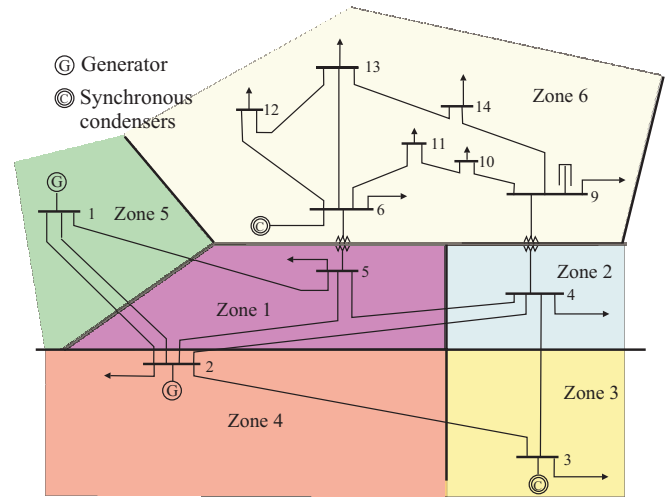 G Generator
C Synchronous
condensers
13
Zone 6
12
14
11
10
G
1
Zone 5
C
6
9
5
Zone 1
Zone 2
4
2
G
Zone 4
Zone 3
3
C